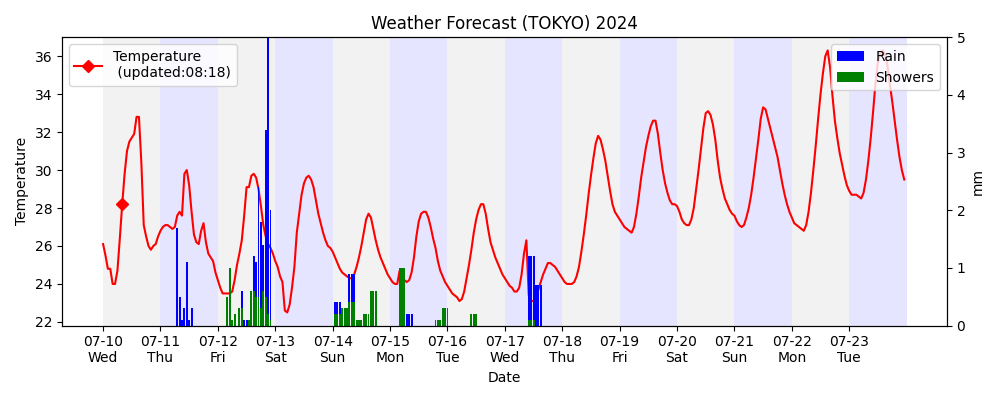 Weather Forecast (TOKYO) 2024
Temperature
(updated:08:18)
Rain
Showers
Temperature
36
34
32
30
28
26
24
22
5
4
3
2
1
0
mm
07-10 07-11 07-12 07-13 07-14 07-15 07-16 07-17 07-18 07-19 07-20 07-21 07-22 07-23
Wed Thu Fri Sat Sun Mon Tue Wed Thu Fri Sat Sun Mon Tue
Date